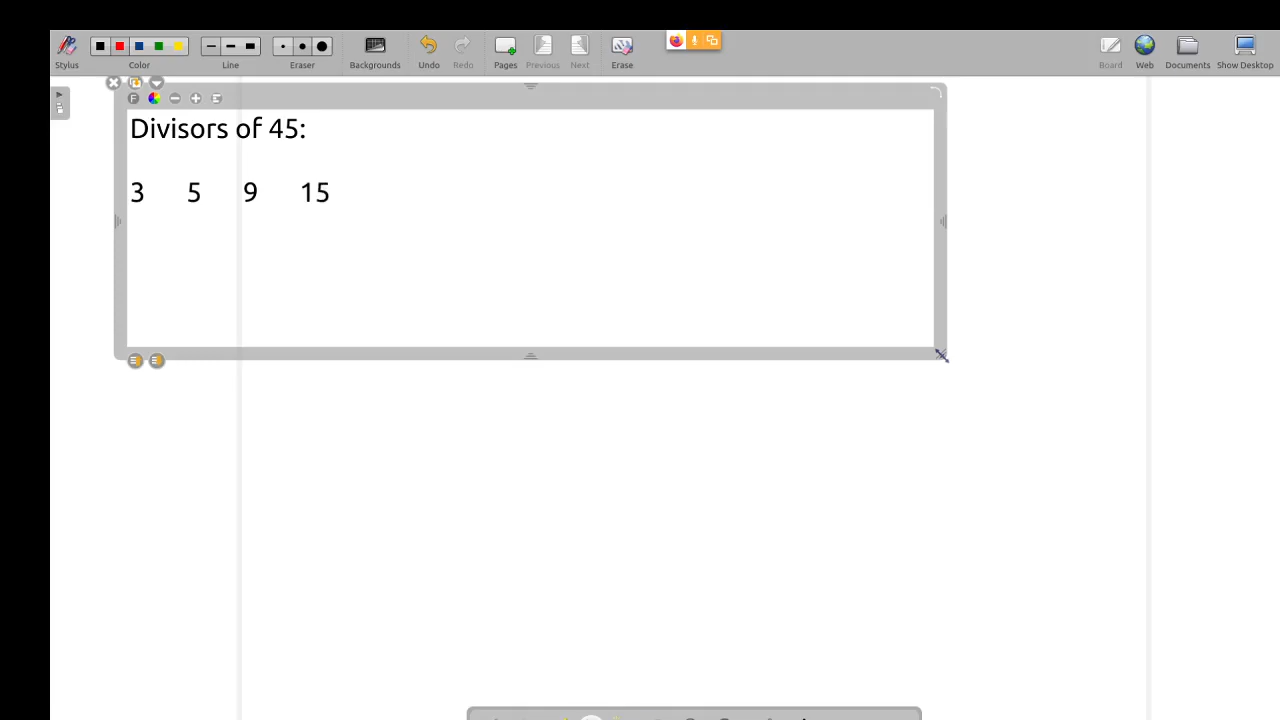 Stylus Color Line Eraser Backgrounds Undo Redo Pages Previous Next Erase Board Web Documents Show Desktop
F
Divisors of 45:
3 5 9 15